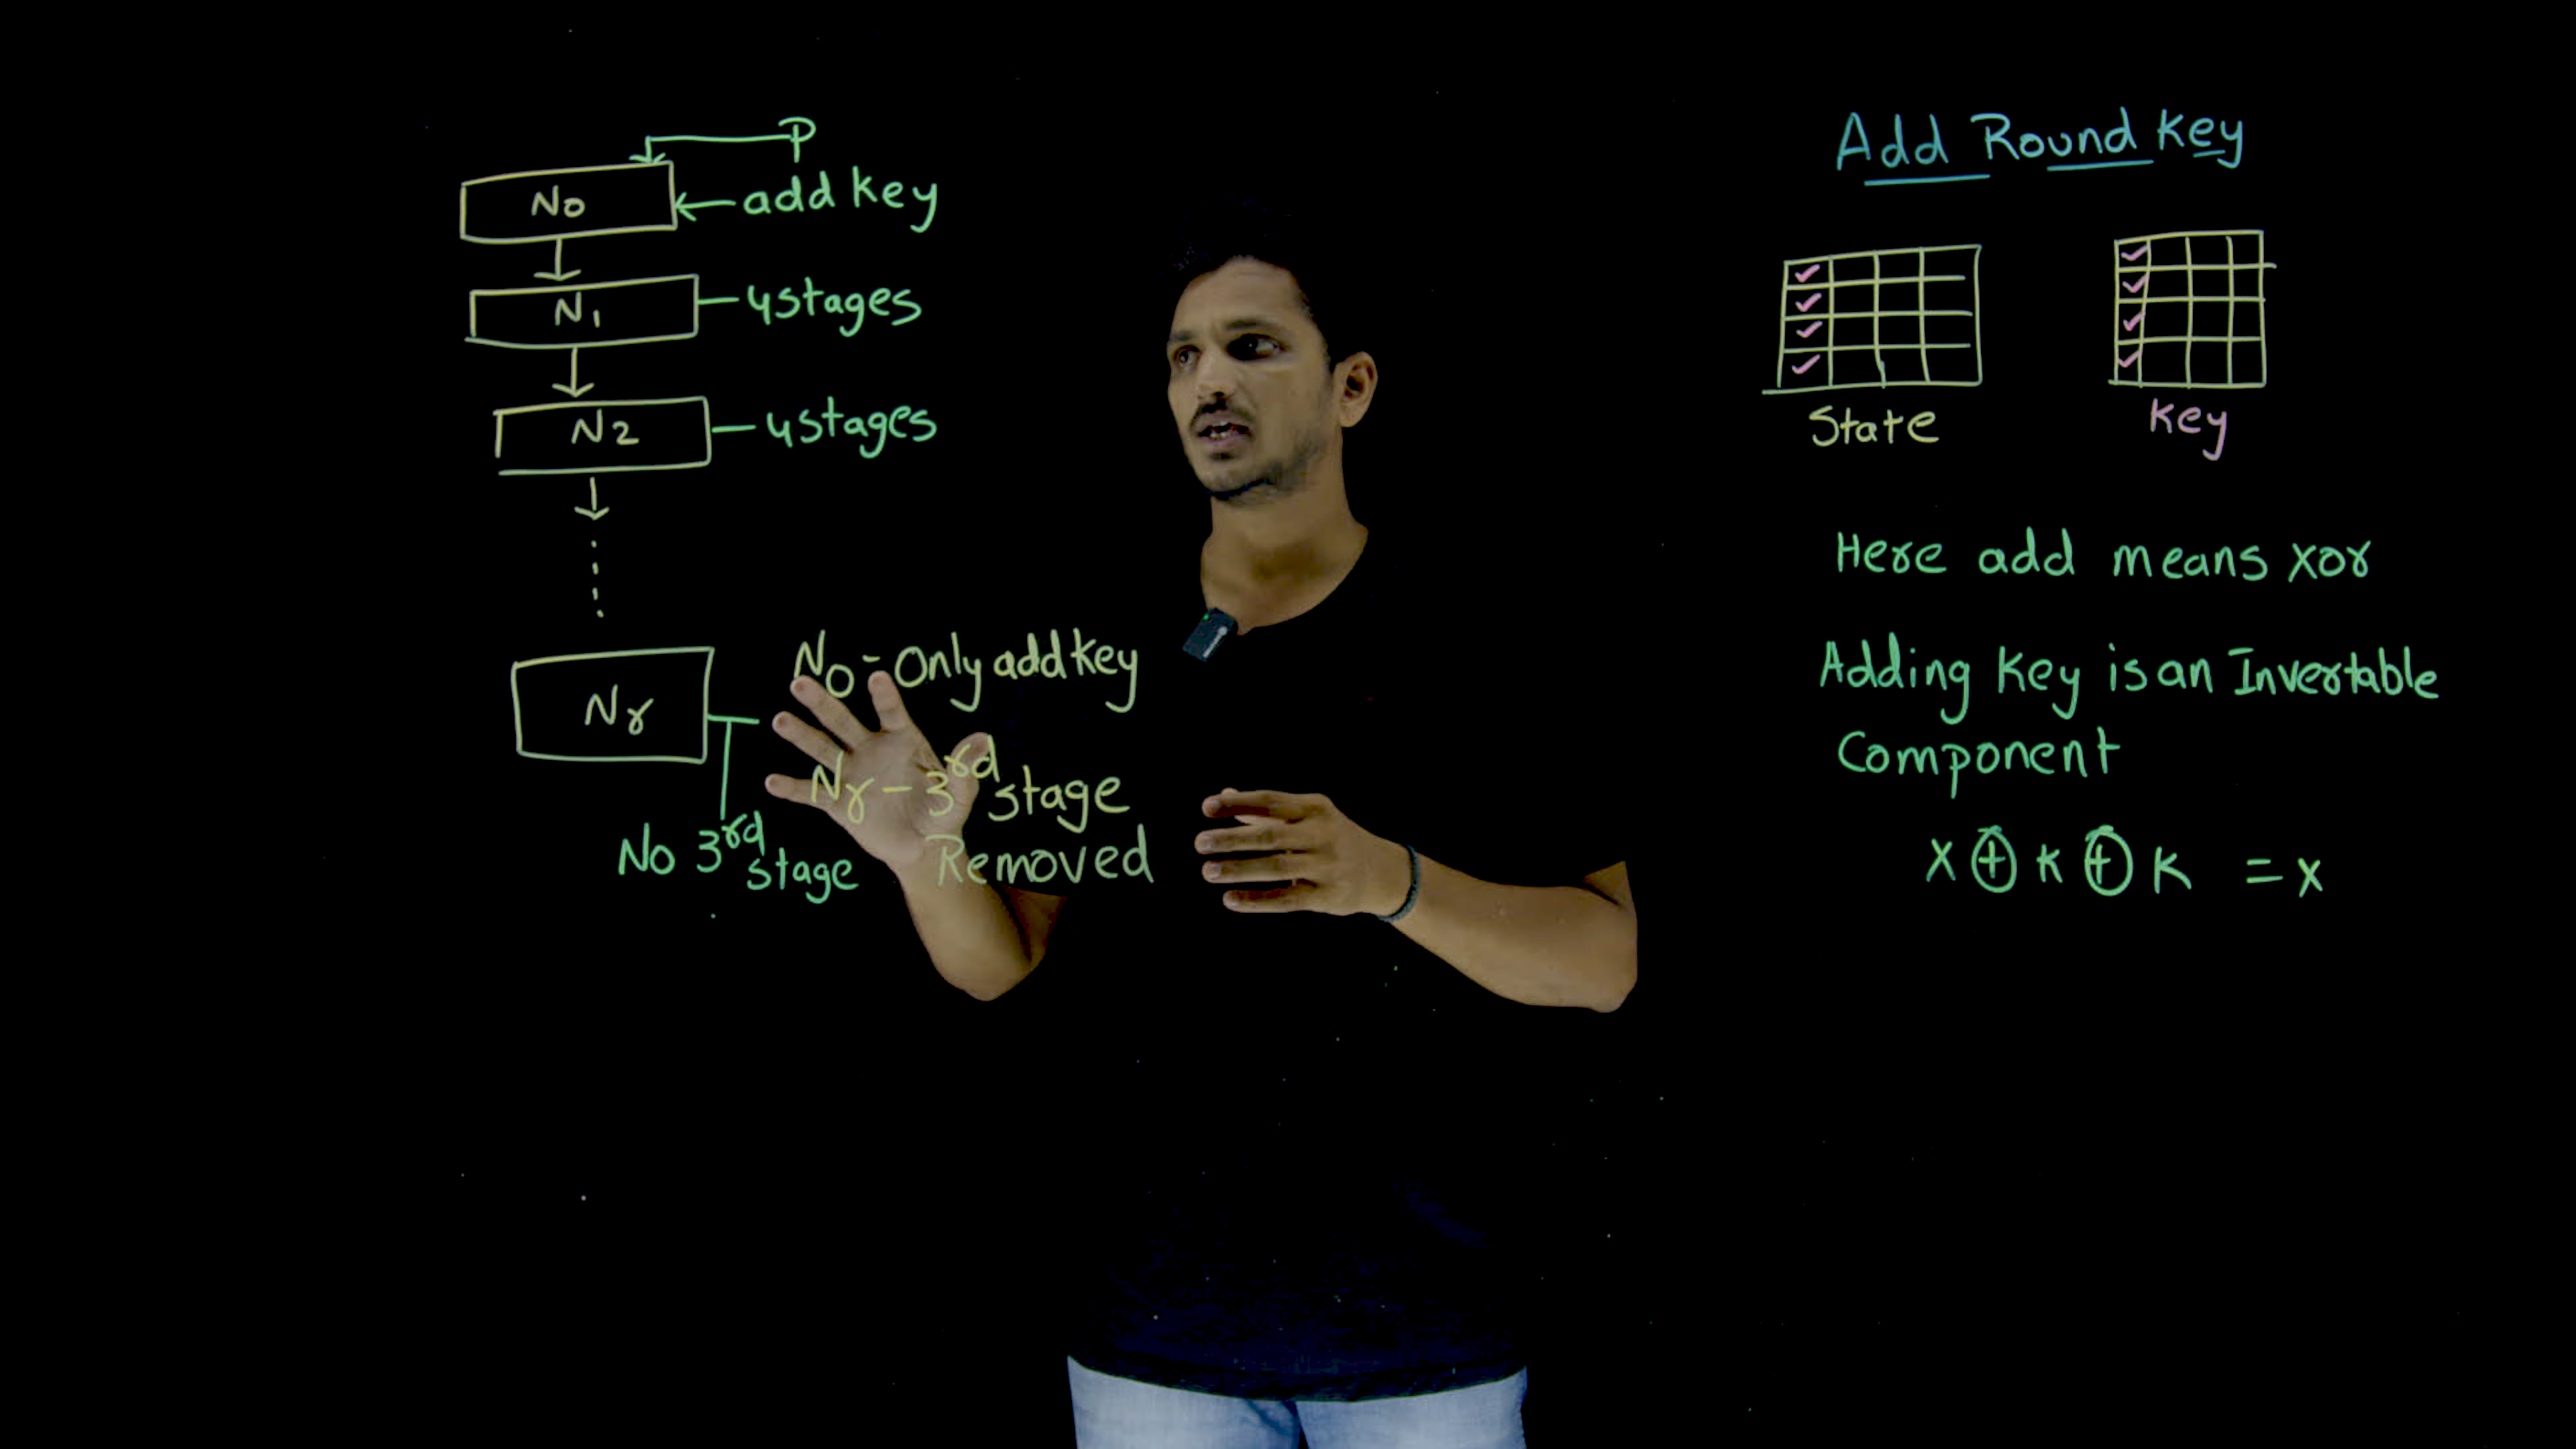 P
N0
add key
N1
4stages
N2
4stages
Nr
No 3rd stage
N0 - Only add key
Nr - 3rd stage
Removed
Add Round Key
State
Key
Here add means xor
Adding Key is an Invertable
Component
x ⊕ k ⊕ k = x